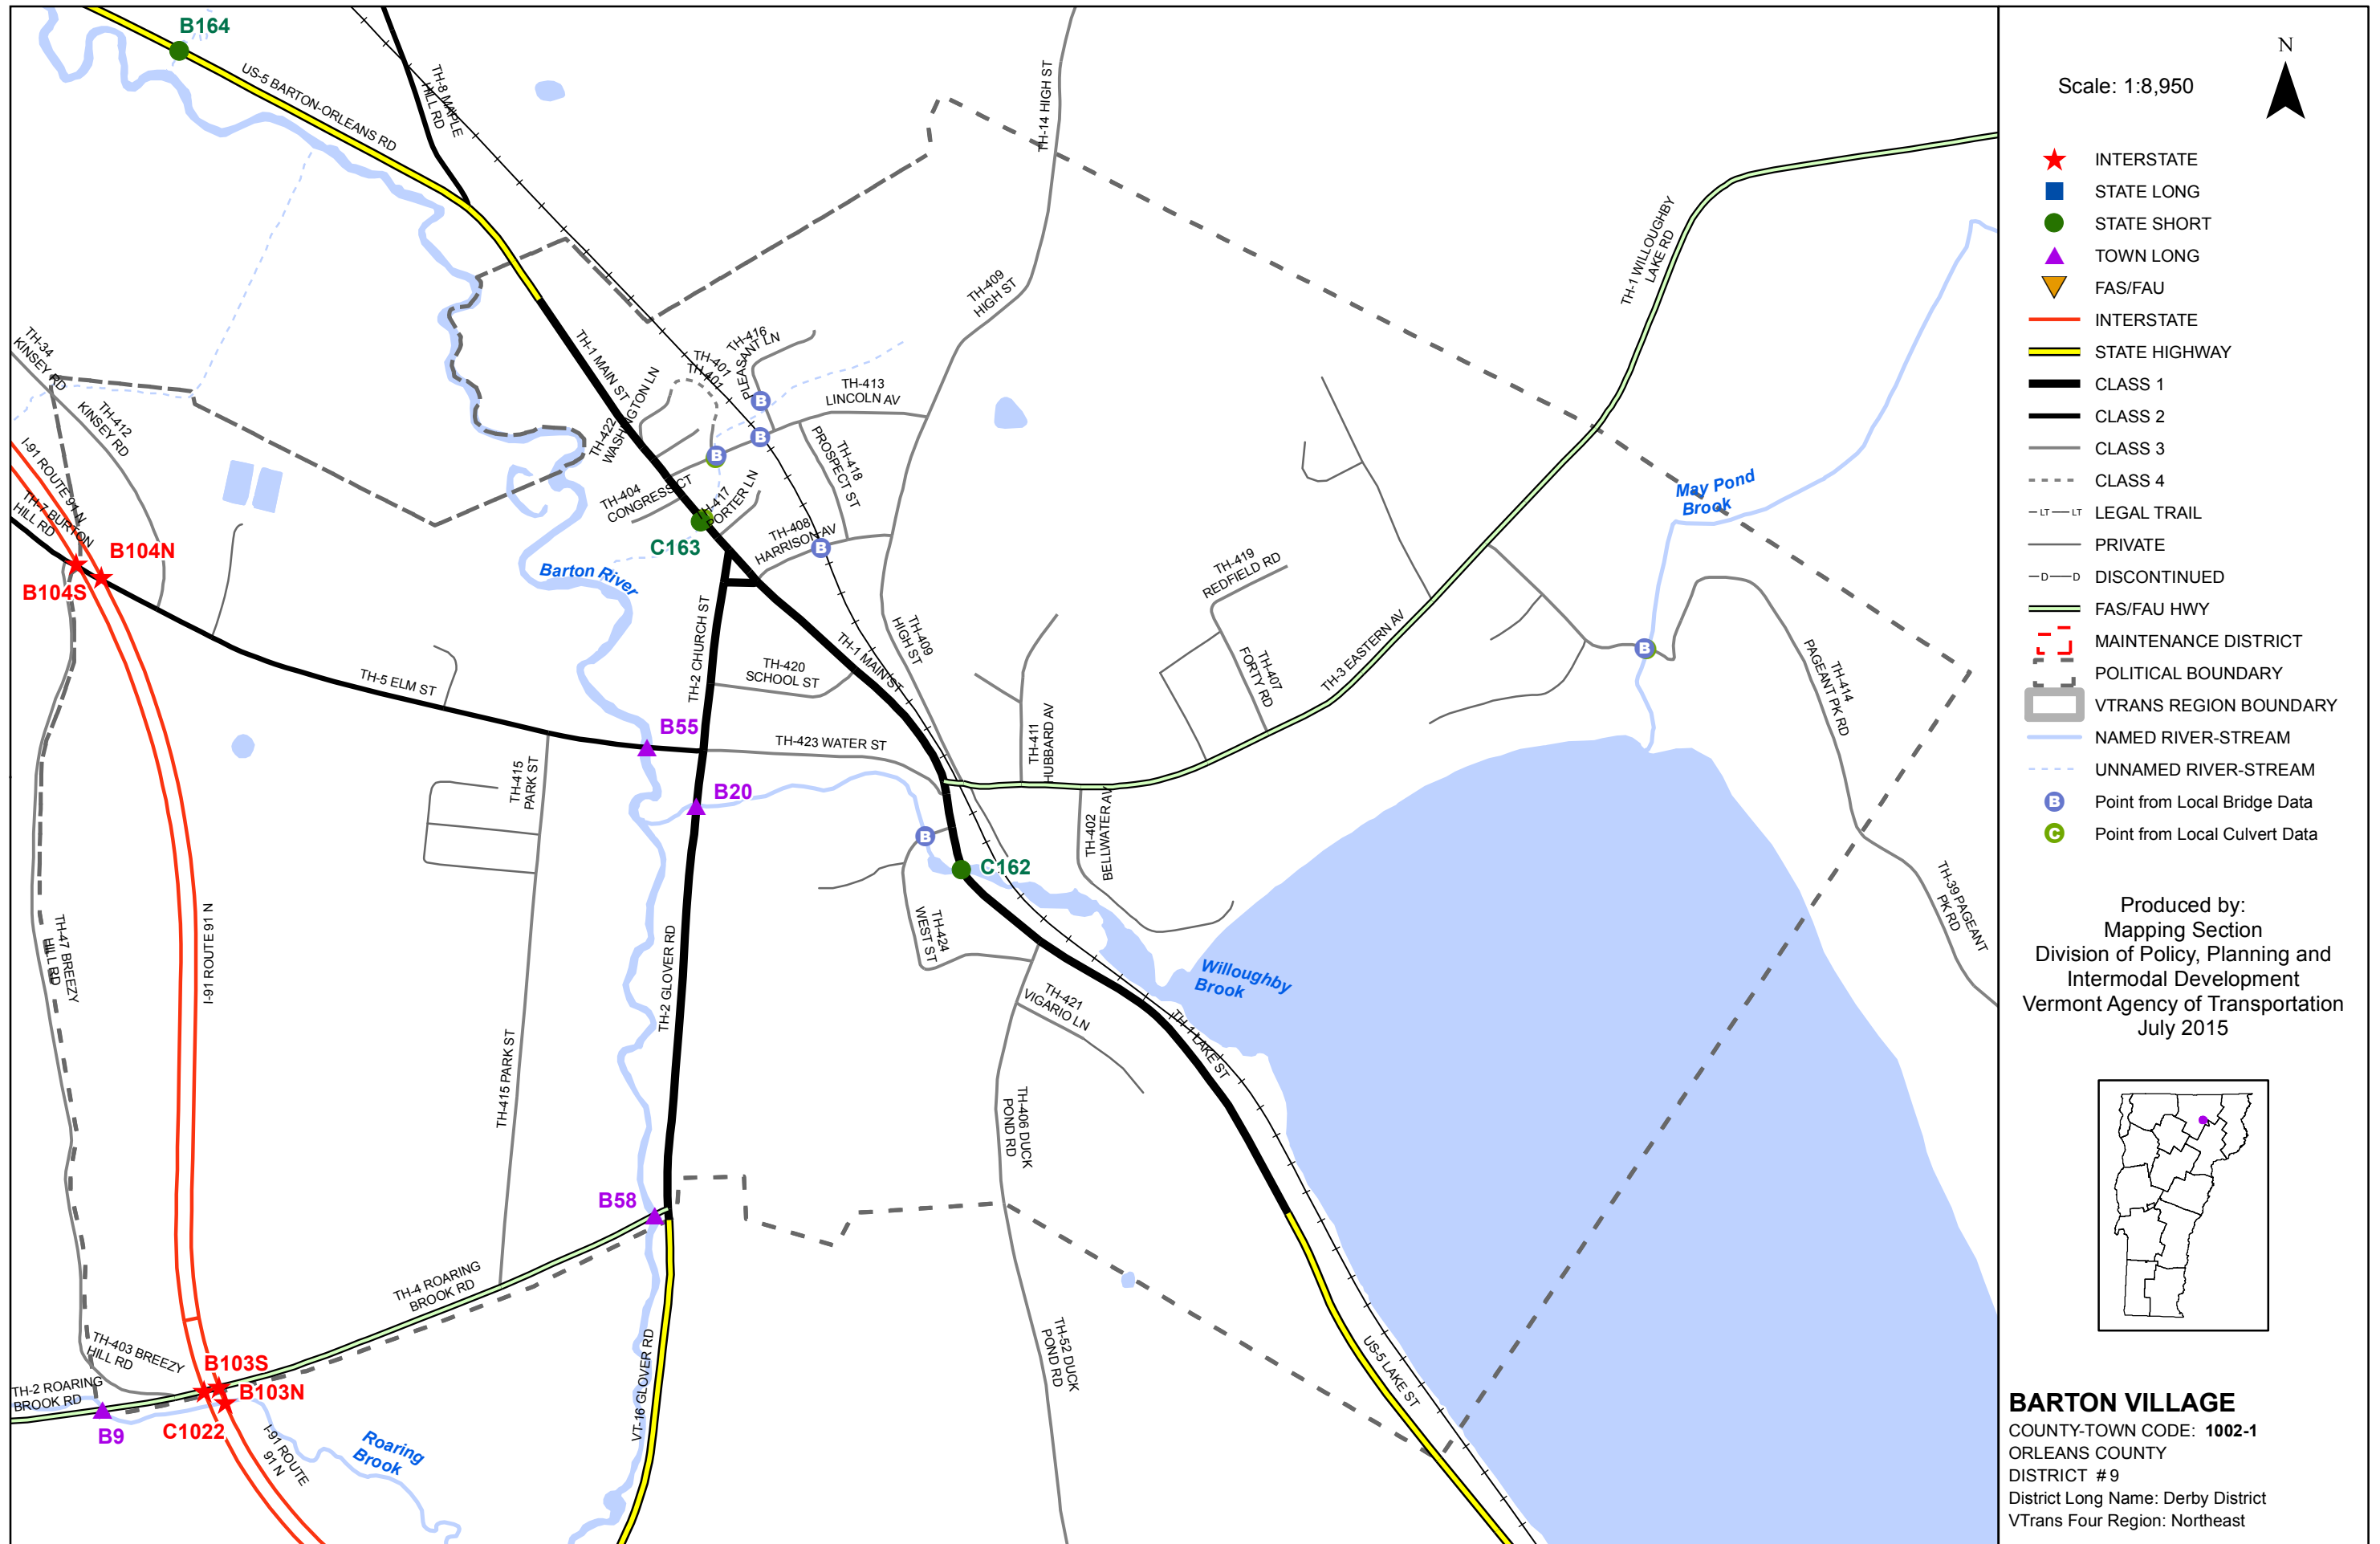 B164
US-5 BARTON-ORLEANS RD
TH-8 MAPLE
HILL RD
TH-14 HIGH ST
TH-1 WILLOUGHBY
LAKE RD
TH-409
HIGH ST
TH-34
KINSEY RD
TH-412
KINSEY RD
TH-1 MAIN ST
TH-401
TH-401
TH-416
PLEASANT LN
TH-413
LINCOLN AV
TH-422
WASHINGTON LN
B
B
B
TH-418
PROSPECT ST
TH-404
CONGRESS CT
TH-417
PORTER LN
C163
TH-408
HARRISON AV
B
I-91 ROUTE 91 N
TH-7 BURTON
HILL RD
B104N
B104S
Barton River
May Pond
Brook
TH-419
REDFIELD RD
TH-407
FORTY RD
TH-3 EASTERN AV
B
TH-414
PAGEANT PK RD
TH-2 CHURCH ST
TH-420
SCHOOL ST
TH-1 MAIN ST
TH-409
HIGH ST
TH-5 ELM ST
B55
TH-423 WATER ST
TH-411
HUBBARD AV
TH-415
PARK ST
B20
B
TH-402
BELLWATER AV
C162
TH-39 PAGEANT
PK RD
TH-47 BREEZY
HILL RD
I-91 ROUTE 91 N
TH-424
WEST ST
TH-2 GLOVER RD
Willoughby
Brook
TH-421
VIGARIO LN
TH-1 LAKE ST
TH-415 PARK ST
TH-406 DUCK
POND RD
B58
TH-4 ROARING
BROOK RD
TH-403 BREEZY
HILL RD
TH-52 DUCK
POND RD
VT-16 GLOVER RD
US-5 LAKE ST
B103S
B103N
TH-2 ROARING
BROOK RD
B9
C1022
I-91 ROUTE
91 N
Roaring
Brook
N
Scale: 1:8,950
INTERSTATE
STATE LONG
STATE SHORT
TOWN LONG
FAS/FAU
INTERSTATE
STATE HIGHWAY
CLASS 1
CLASS 2
CLASS 3
CLASS 4
LT LT LEGAL TRAIL
PRIVATE
D D DISCONTINUED
FAS/FAU HWY
MAINTENANCE DISTRICT
POLITICAL BOUNDARY
VTRANS REGION BOUNDARY
NAMED RIVER-STREAM
UNNAMED RIVER-STREAM
B Point from Local Bridge Data
C Point from Local Culvert Data
Produced by:
Mapping Section
Division of Policy, Planning and
Intermodal Development
Vermont Agency of Transportation
July 2015
BARTON VILLAGE
COUNTY-TOWN CODE: 1002-1
ORLEANS COUNTY
DISTRICT # 9
District Long Name: Derby District
VTrans Four Region: Northeast